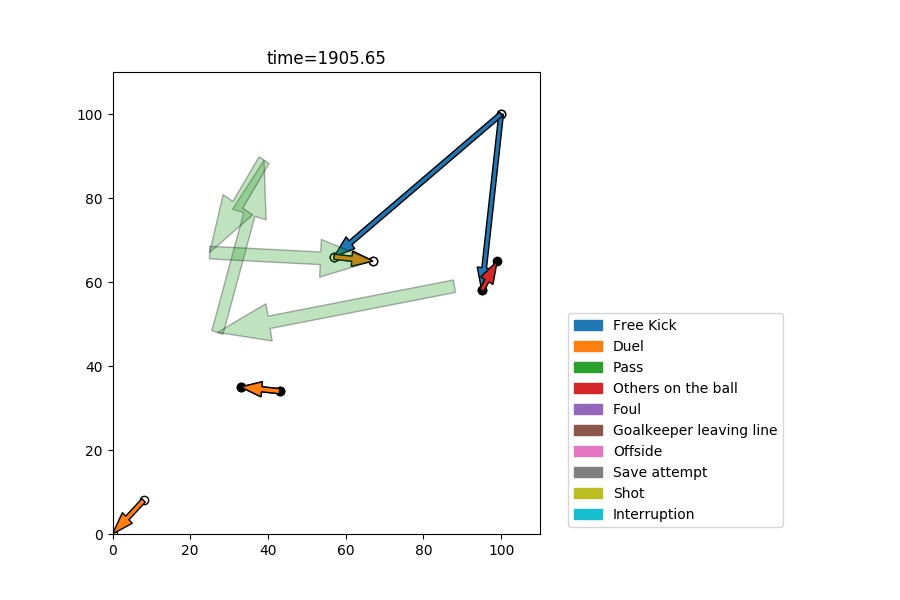 time=1905.65
100
80
60
40
20
0
0 20 40 60 80 100
Free Kick
Duel
Pass
Others on the ball
Foul
Goalkeeper leaving line
Offside
Save attempt
Shot
Interruption